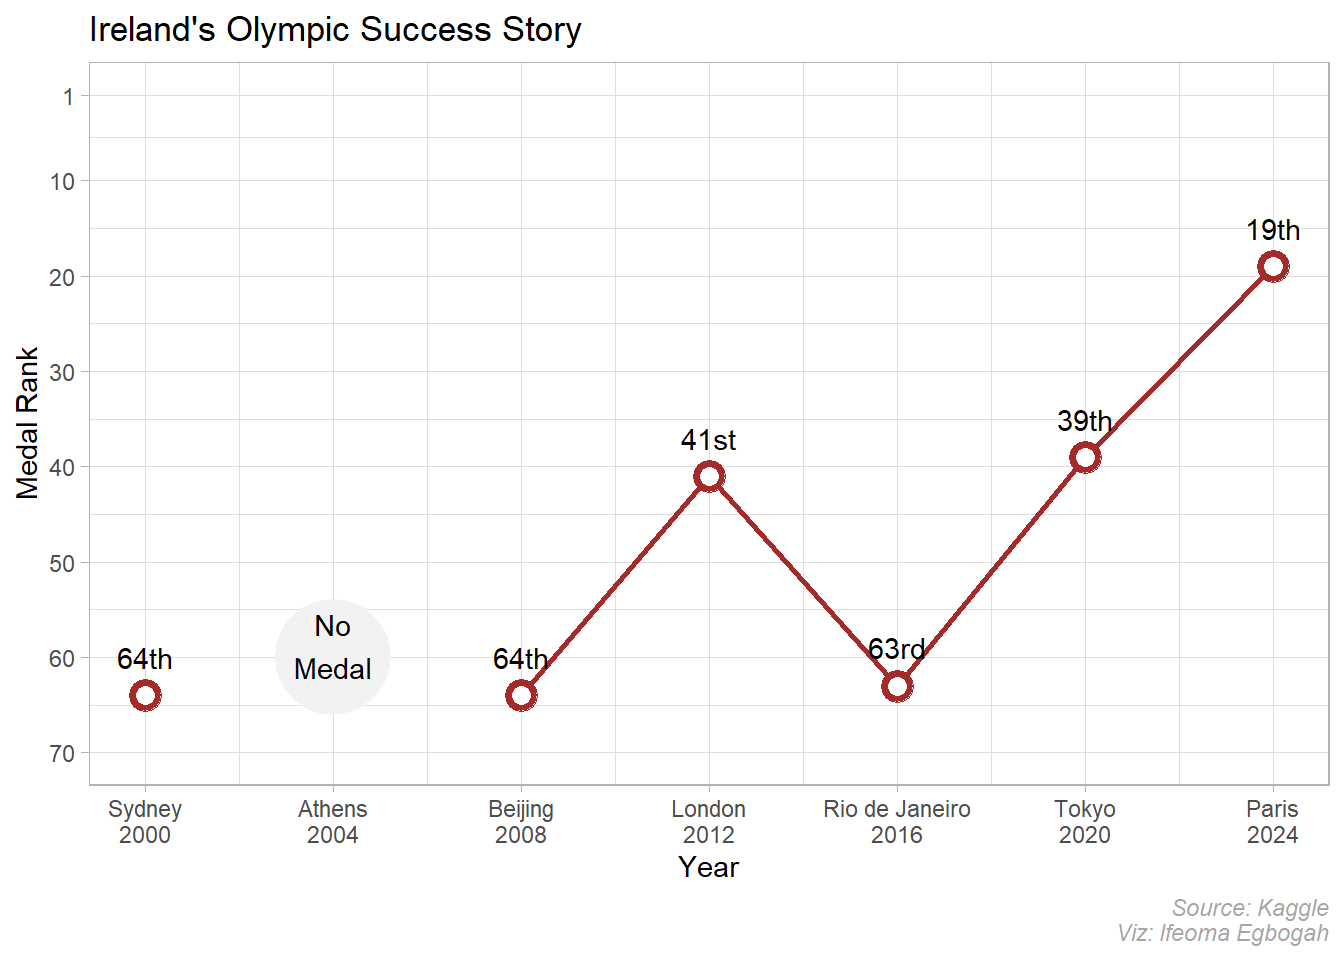 Ireland's Olympic Success Story
Medal Rank
1
10
20
30
40
50
60
70
64th
No
Medal
64th
41st
63rd
39th
19th
Sydney
2000
Athens
2004
Beijing
2008
London
2012
Rio de Janeiro
2016
Tokyo
2020
Paris
2024
Year
Source: Kaggle
Viz: Ifeoma Egbogah